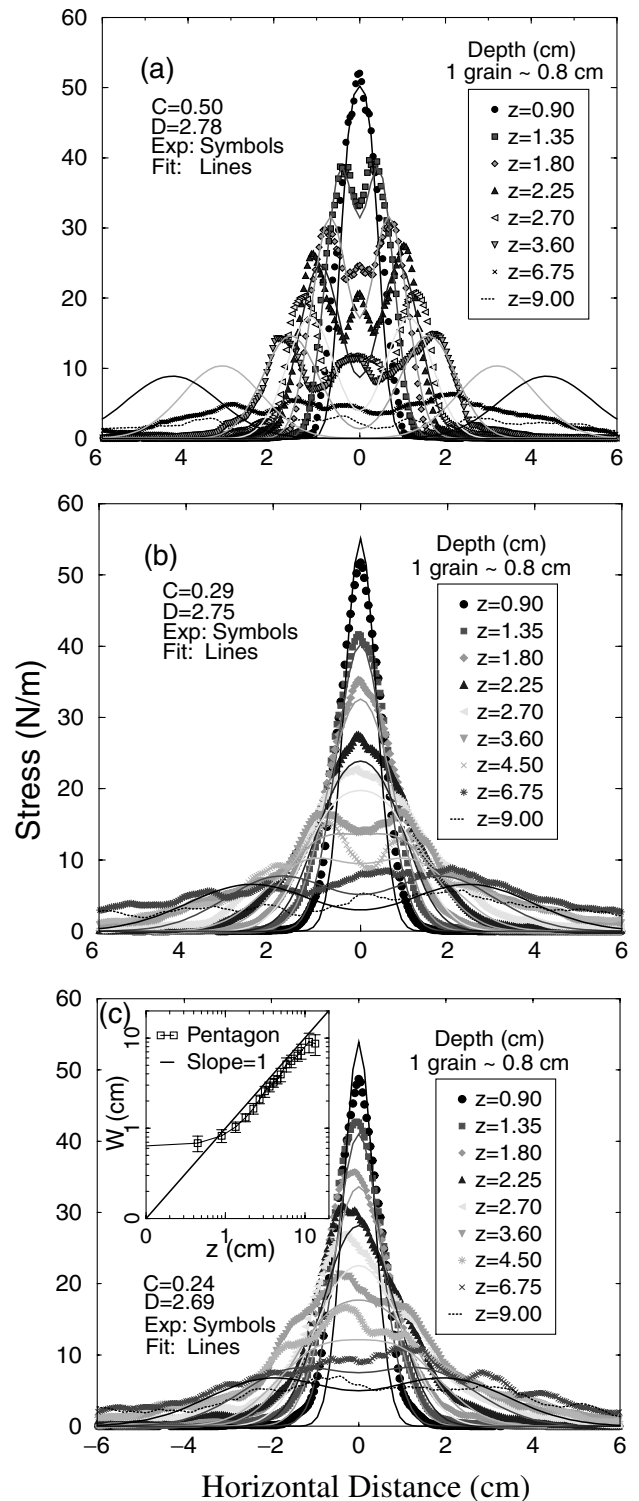 (a)
C=0.50
D=2.78
Exp: Symbols
Fit: Lines
Depth (cm)
1 grain ~ 0.8 cm
z=0.90
z=1.35
z=1.80
z=2.25
z=2.70
z=3.60
z=6.75
z=9.00
60
50
40
30
20
10
0
6
4
2
0
2
4
6
(b)
C=0.29
D=2.75
Exp: Symbols
Fit: Lines
Depth (cm)
1 grain ~ 0.8 cm
z=0.90
z=1.35
z=1.80
z=2.25
z=2.70
z=3.60
z=4.50
z=6.75
z=9.00
60
50
40
30
20
10
0
6
4
2
0
2
4
6
Stress (N/m)
(c)
Pentagon
Slope=1
W (cm)
10
1
0
0
1
10
z (cm)
C=0.24
D=2.69
Exp: Symbols
Fit: Lines
Depth (cm)
1 grain ~ 0.8 cm
z=0.90
z=1.35
z=1.80
z=2.25
z=2.70
z=3.60
z=4.50
z=6.75
z=9.00
60
50
40
30
20
10
0
−6
−4
−2
0
2
4
6
Horizontal Distance (cm)